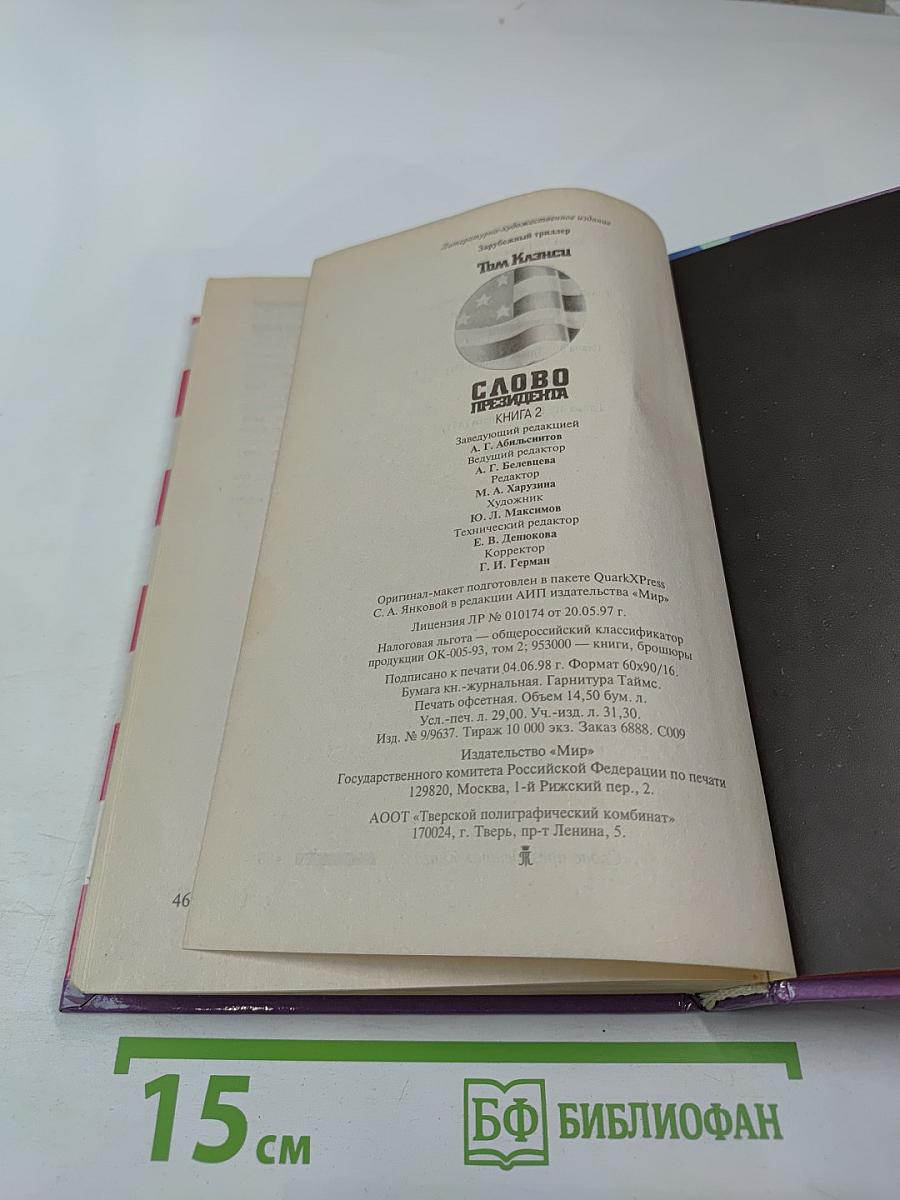 Литературно-художественное издание
Зарубежный триллер
Том Клэнси
СЛОВО
ПРЕЗИДЕНТА
КНИГА 2
Заведующий редакцией
А. Г. Абильсиитов
Ведущий редактор
А. Г. Белевцева
Редактор
М. А. Харузина
Художник
Ю. Л. Максимов
Технический редактор
Е. В. Денюкова
Корректор
Г. И. Герман
Оригинал-макет подготовлен в пакете QuarkXPress
С. А. Янковой в редакции АИП издательства «Мир»
Лицензия ЛР № 010174 от 20.05.97 г.
Налоговая льгота — общероссийский классификатор
продукции ОК-005-93, том 2; 953000 — книги, брошюры
Подписано к печати 04.06.98 г. Формат 60x90/16.
Бумага кн.-журнальная. Гарнитура Таймс.
Печать офсетная. Объем 14,50 бум. л.
Усл.-печ. л. 29,00. Уч.-изд. л. 31,30.
Изд. № 9/9637. Тираж 10 000 экз. Заказ 6888. С009
Издательство «Мир»
Государственного комитета Российской Федерации по печати
129820, Москва, 1-й Рижский пер., 2.
АООТ «Тверской полиграфический комбинат»
170024, г. Тверь, пр-т Ленина, 5.
46
15 см
БФ БИБЛИОФАН